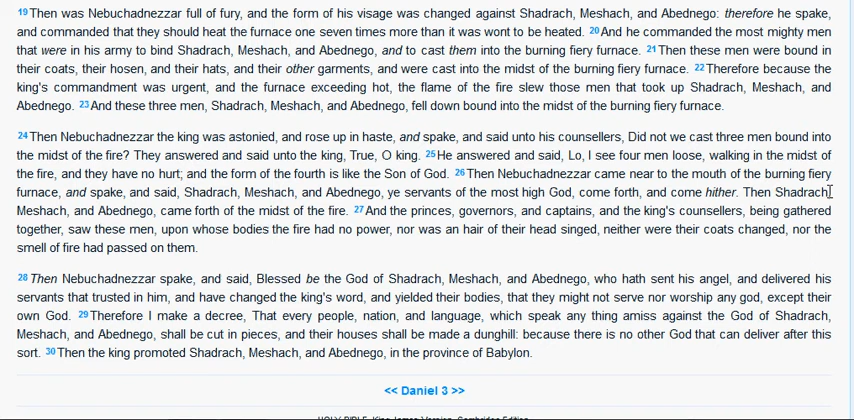 19 Then was Nebuchadnezzar full of fury, and the form of his visage was changed against Shadrach, Meshach, and Abednego: therefore he spake,
and commanded that they should heat the furnace one seven times more than it was wont to be heated. 20 And he commanded the most mighty men
that were in his army to bind Shadrach, Meshach, and Abednego, and to cast them into the burning fiery furnace. 21 Then these men were bound in
their coats, their hosen, and their hats, and their other garments, and were cast into the midst of the burning fiery furnace. 22 Therefore because the
king's commandment was urgent, and the furnace exceeding hot, the flame of the fire slew those men that took up Shadrach, Meshach, and
Abednego. 23 And these three men, Shadrach, Meshach, and Abednego, fell down bound into the midst of the burning fiery furnace.
24 Then Nebuchadnezzar the king was astonied, and rose up in haste, and spake, and said unto his counsellers, Did not we cast three men bound into
the midst of the fire? They answered and said unto the king, True, O king. 25 He answered and said, Lo, I see four men loose, walking in the midst of
the fire, and they have no hurt; and the form of the fourth is like the Son of God. 26 Then Nebuchadnezzar came near to the mouth of the burning fiery
furnace, and spake, and said, Shadrach, Meshach, and Abednego, ye servants of the most high God, come forth, and come hither. Then Shadrach,
Meshach, and Abednego, came forth of the midst of the fire. 27 And the princes, governors, and captains, and the king's counsellers, being gathered
together, saw these men, upon whose bodies the fire had no power, nor was an hair of their head singed, neither were their coats changed, nor the
smell of fire had passed on them.
28 Then Nebuchadnezzar spake, and said, Blessed be the God of Shadrach, Meshach, and Abednego, who hath sent his angel, and delivered his
servants that trusted in him, and have changed the king's word, and yielded their bodies, that they might not serve nor worship any god, except their
own God. 29 Therefore I make a decree, That every people, nation, and language, which speak any thing amiss against the God of Shadrach,
Meshach, and Abednego, shall be cut in pieces, and their houses shall be made a dunghill: because there is no other God that can deliver after this
sort. 30 Then the king promoted Shadrach, Meshach, and Abednego, in the province of Babylon.
<< Daniel 3 >>
HOLY BIBLE, King James Version, Cambridge Edition